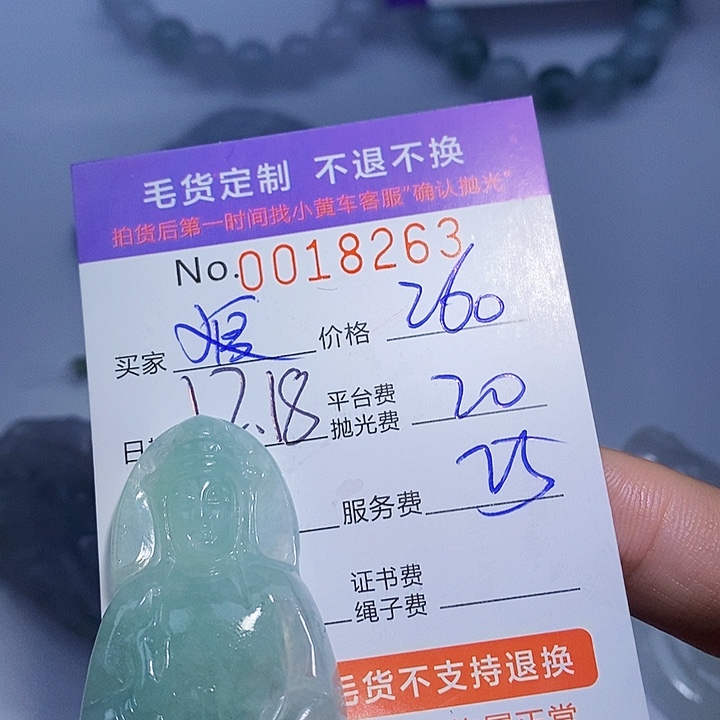 毛货定制 不退不换
拍货后第一时间找小黄车客服"确认抛光"
No.0018263
买家 价格 260
日 12.18 平台费 抛光费 20
服务费 25
证书费
绳子费
毛货不支持退换